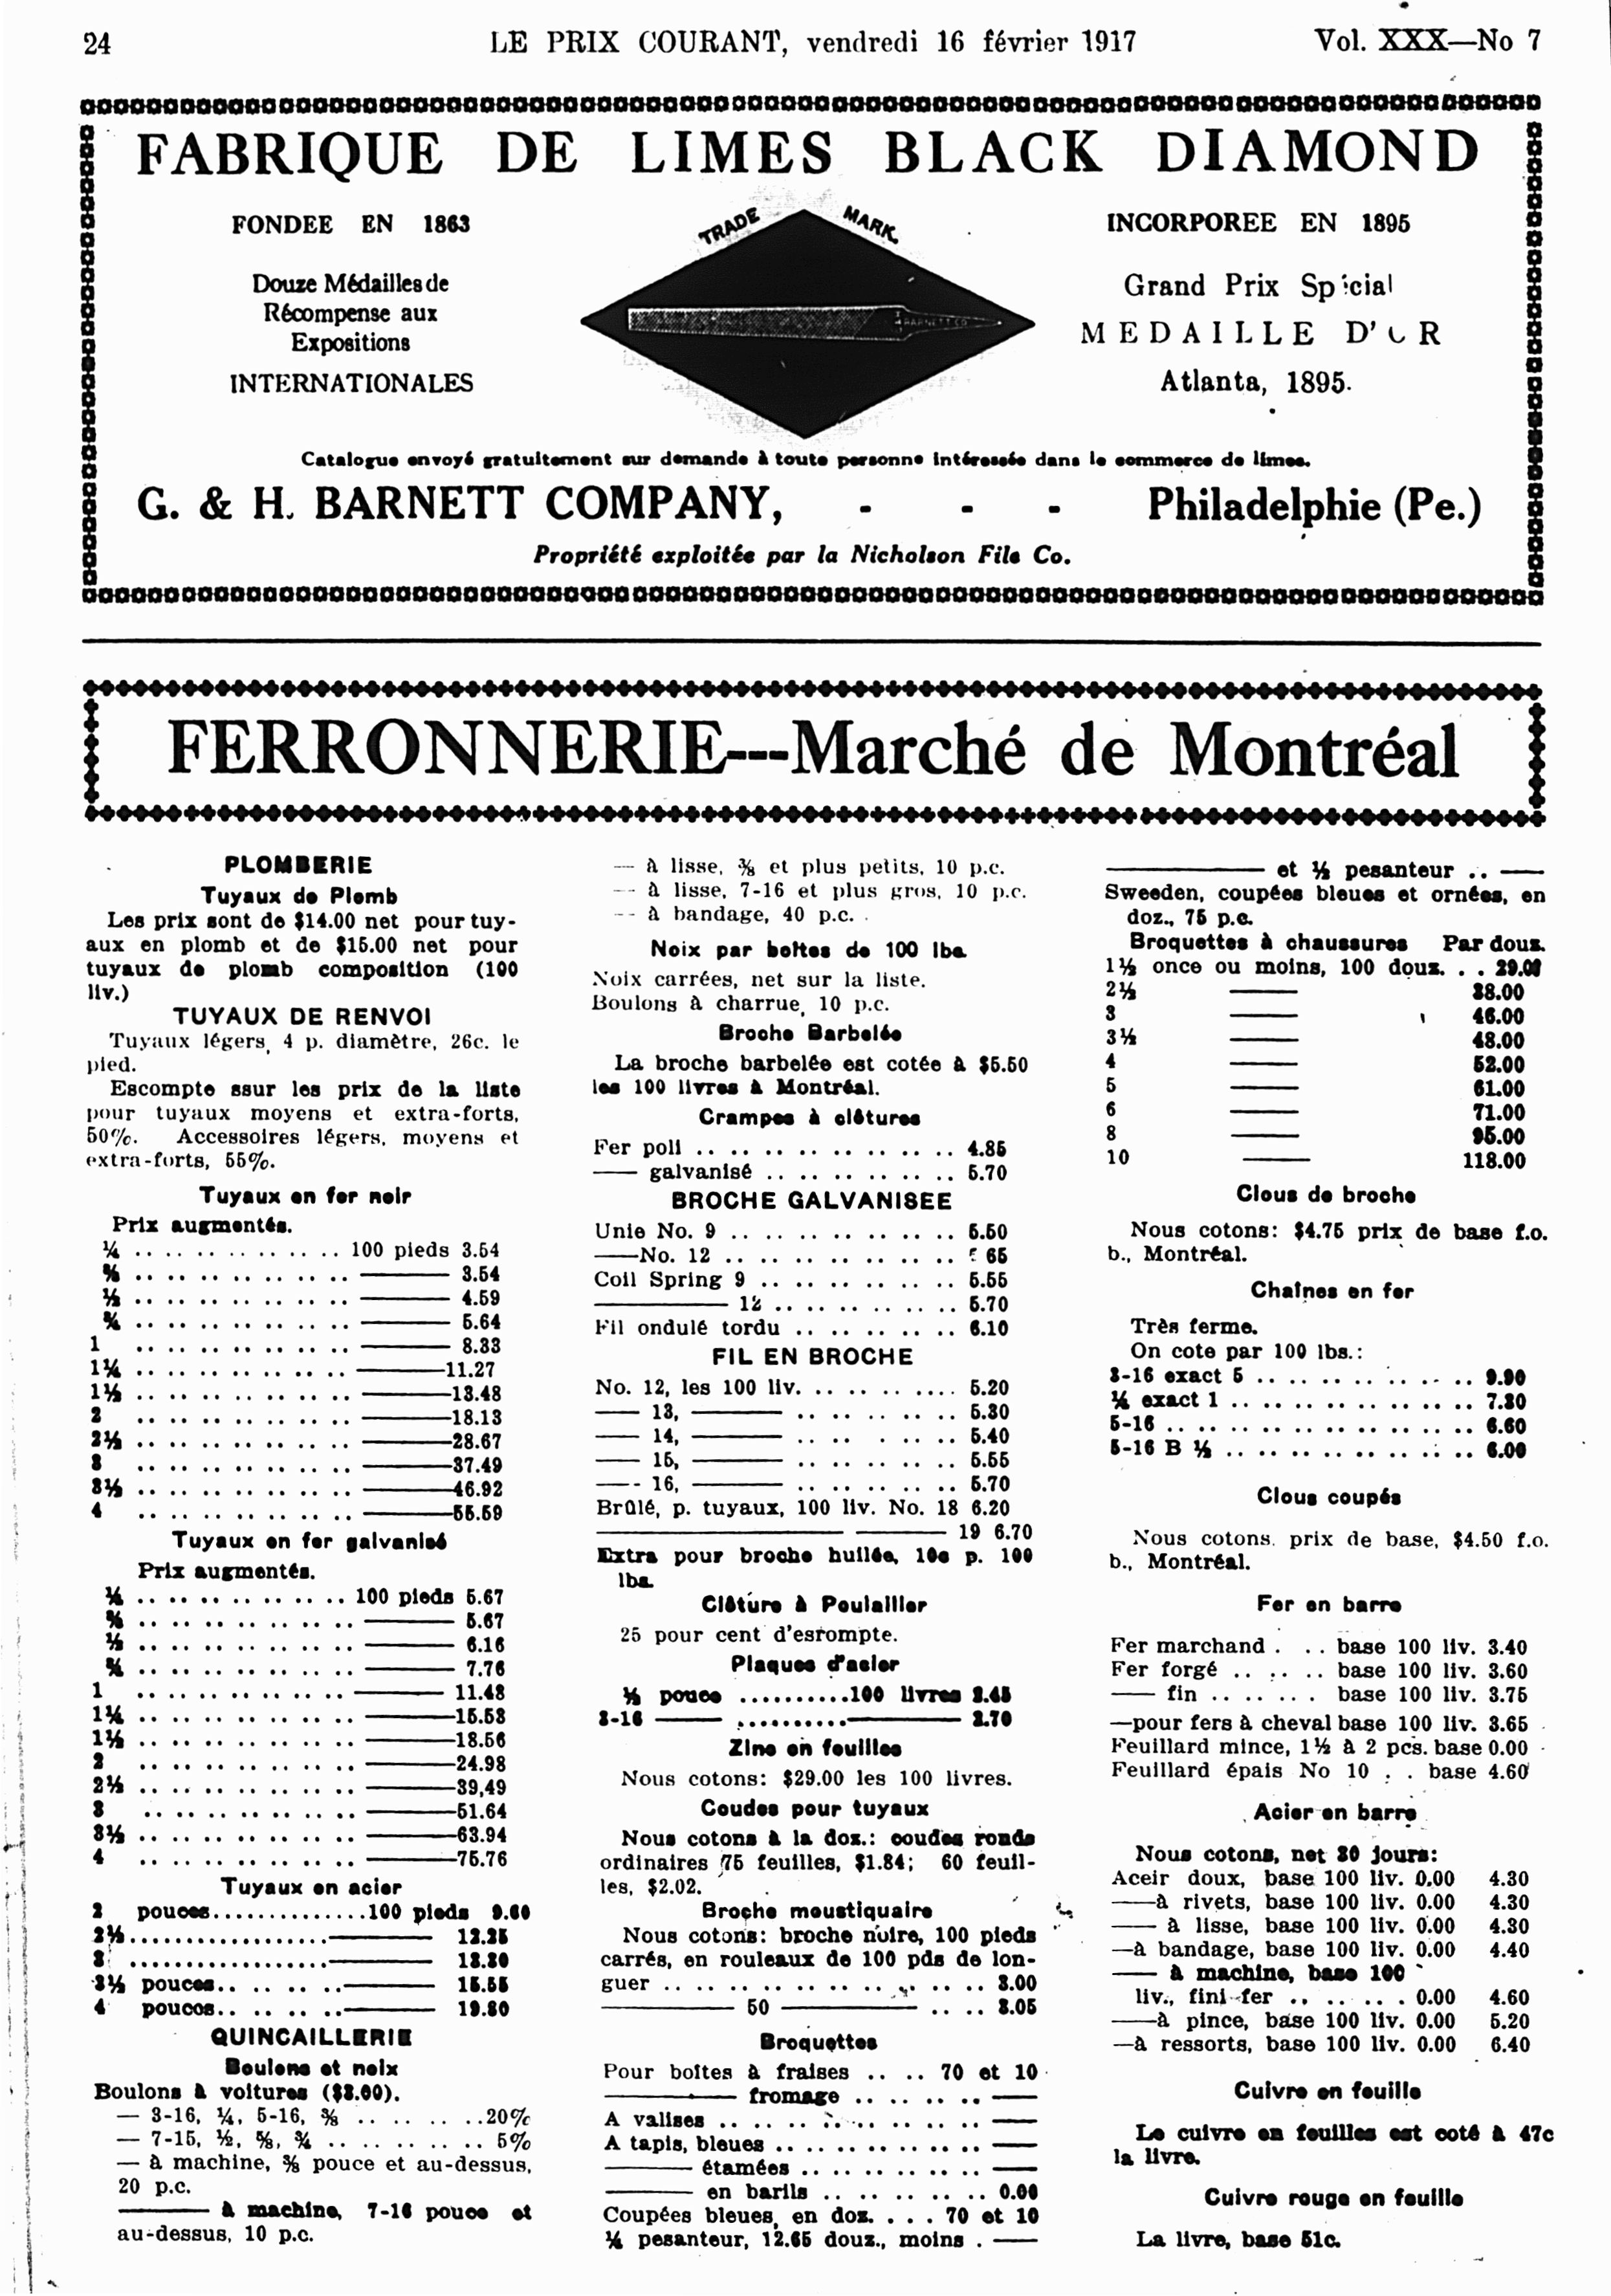 24 LE PRIX COURANT, vendredi 16 février 1917 Vol. XXX—No 7
FABRIQUE DE LIMES BLACK DIAMOND
FONDEE EN 1863
Douze Médailles de
Récompense aux
Expositions
INTERNATIONALES
TRADE MARK.
INCORPOREE EN 1895
Grand Prix Spécial
MEDAILLE D'OR
Atlanta, 1895.
Catalogue envoyé gratuitement sur demande à toute personne intéressée dans le commerce de limes.
G. & H. BARNETT COMPANY, - - - Philadelphie (Pe.)
Propriété exploitée par la Nicholson File Co.
FERRONNERIE---Marché de Montréal
PLOMBERIE
Tuyaux de Plomb
Les prix sont de $14.00 net pour tuy-
aux en plomb et de $15.00 net pour
tuyaux de plomb composition (100
liv.)
TUYAUX DE RENVOI
Tuyaux légers, 4 p. diamètre, 26c. le
pied.
Escompte ssur les prix de la liste
pour tuyaux moyens et extra-forts,
50%. Accessoires légers, moyens et
extra-forts, 55%.
Tuyaux en fer noir
Prix augmentés.
¼ .. .. .. .. .. .. .. 100 pieds 3.54
⅜ .. .. .. .. .. .. .. —— 3.54
½ .. .. .. .. .. .. .. —— 4.59
¾ .. .. .. .. .. .. .. —— 5.64
1 .. .. .. .. .. .. .. —— 8.33
1¼ .. .. .. .. .. .. .. ——11.27
1½ .. .. .. .. .. .. .. ——13.48
2 .. .. .. .. .. .. .. ——18.13
2½ .. .. .. .. .. .. .. ——28.67
3 .. .. .. .. .. .. .. ——37.49
3½ .. .. .. .. .. .. .. ——46.92
4 .. .. .. .. .. .. .. ——55.59
Tuyaux en fer galvanisé
Prix augmentés.
¼ .. .. .. .. .. .. .. 100 pieds 5.67
⅜ .. .. .. .. .. .. .. —— 5.67
½ .. .. .. .. .. .. .. —— 6.16
¾ .. .. .. .. .. .. .. —— 7.76
1 .. .. .. .. .. .. .. —— 11.48
1¼ .. .. .. .. .. .. .. ——15.53
1½ .. .. .. .. .. .. .. ——18.56
2 .. .. .. .. .. .. .. ——24.98
2½ .. .. .. .. .. .. .. ——39,49
3 .. .. .. .. .. .. .. ——51.64
3½ .. .. .. .. .. .. .. ——63.94
4 .. .. .. .. .. .. .. ——75.76
Tuyaux en acier
2 pouces..............100 pieds 9.60
2½.................. —— 12.25
3 .................. —— 13.20
3½ pouces.. .. .. .. —— 15.55
4 pouces.. .. .. .. —— 19.80
QUINCAILLERIE
Boulons et noix
Boulons à voitures ($3.00).
— 3-16, ¼, 5-16, ⅜ .. .. .. ..20%
— 7-15, ½, ⅝, ¾ .. .. .. .. .. 5%
— à machine, ⅜ pouce et au-dessus,
20 p.c.
—— à machine, 7-16 pouce et
au-dessus, 10 p.c.
— à lisse, ⅜ et plus petits, 10 p.c.
— à lisse, 7-16 et plus gros, 10 p.c.
— à bandage, 40 p.c.
Noix par boîtes de 100 lbs.
Noix carrées, net sur la liste.
Boulons à charrue, 10 p.c.
Broche Barbelée
La broche barbelée est cotée à $5.50
les 100 livres à Montréal.
Crampes à clôtures
Fer poli .. .. .. .. .. .. .. .. .. 4.85
—— galvanisé .. .. .. .. .. .. 5.70
BROCHE GALVANISEE
Unie No. 9 .. .. .. .. .. .. .. .. 5.50
——No. 12 .. .. .. .. .. .. .. .. 65
Coil Spring 9 .. .. .. .. .. .. .. 5.55
—— 12 .. .. .. .. .. .. 5.70
Fil ondulé tordu .. .. .. .. .. .. 6.10
FIL EN BROCHE
No. 12, les 100 liv. .. .. .. .. .. 5.20
—— 13, —— .. .. .. .. .. .. 5.30
—— 14, —— .. .. .. .. .. .. 5.40
—— 15, —— .. .. .. .. .. .. 5.55
—— 16, —— .. .. .. .. .. .. 5.70
Brûlé, p. tuyaux, 100 liv. No. 18 6.20
—— —— 19 6.70
Extra pour broche huilée, 10c p. 100
lbs.
Clôture à Poulailler
25 pour cent d'escompte.
Plaques d'acier
⅛ pouce ..........100 livres 2.45
3-16 —— ..........—— 2.70
Zinc en feuilles
Nous cotons: $29.00 les 100 livres.
Coudes pour tuyaux
Nous cotons à la doz.: coudes ronds
ordinaires 75 feuilles, $1.84; 60 feuil-
les, $2.02.
Broche moustiquaire
Nous cotons: broche noire, 100 pieds
carrés, en rouleaux de 100 pds de lon-
guer .. .. .. .. .. .. .. .. .. .. .. 3.00
—— 50 —— .. .. 3.05
Broquettes
Pour boîtes à fraises .. .. 70 et 10
—— fromage .. .. .. .. ——
A valises .. .. .. .. .. .. .. .. .. ——
A tapis, bleues .. .. .. .. .. .. .. ——
—— étamées .. .. .. .. .. .. ——
—— en barils .. .. .. .. .. .. 0.00
Coupées bleues, en doz. . . . 70 et 10
¼ pesanteur, 12.65 douz., moins . ——
—— et ½ pesanteur .. ——
Sweeden, coupées bleues et ornées, en
doz., 75 p.c.
Broquettes à chaussures Par douz.
1½ once ou moins, 100 douz. . . 29.00
2½ —— 38.00
3 —— 46.00
3½ —— 48.00
4 —— 52.00
5 —— 61.00
6 —— 71.00
8 —— 95.00
10 —— 118.00
Clous de broche
Nous cotons: $4.75 prix de base f.o.
b., Montréal.
Chaînes en fer
Très ferme.
On cote par 100 lbs.:
3-16 exact 5 .. .. .. .. .. .. .. .. 9.90
¼ exact 1 .. .. .. .. .. .. .. .. 7.20
5-16 .. .. .. .. .. .. .. .. .. .. 6.60
5-16 B ½ .. .. .. .. .. .. .. .. 6.00
Clous coupés
Nous cotons, prix de base, $4.50 f.o.
b., Montréal.
Fer en barre
Fer marchand . . . base 100 liv. 3.40
Fer forgé .. .. .. base 100 liv. 3.60
—— fin .. .. .. . base 100 liv. 3.75
—pour fers à cheval base 100 liv. 3.65
Feuillard mince, 1½ à 2 pcs. base 0.00
Feuillard épais No 10 . . base 4.60
Acier en barre
Nous cotons, net 30 jours:
Aceir doux, base 100 liv. 0.00 4.30
——à rivets, base 100 liv. 0.00 4.30
—— à lisse, base 100 liv. 0.00 4.30
—à bandage, base 100 liv. 0.00 4.40
—— à machine, base 100
liv., fini fer .. .. .. . 0.00 4.60
——à pince, base 100 liv. 0.00 5.20
—à ressorts, base 100 liv. 0.00 6.40
Cuivre en feuille
Le cuivre en feuilles est coté à 47c
la livre.
Cuivre rouge en feuille
La livre, base 51c.